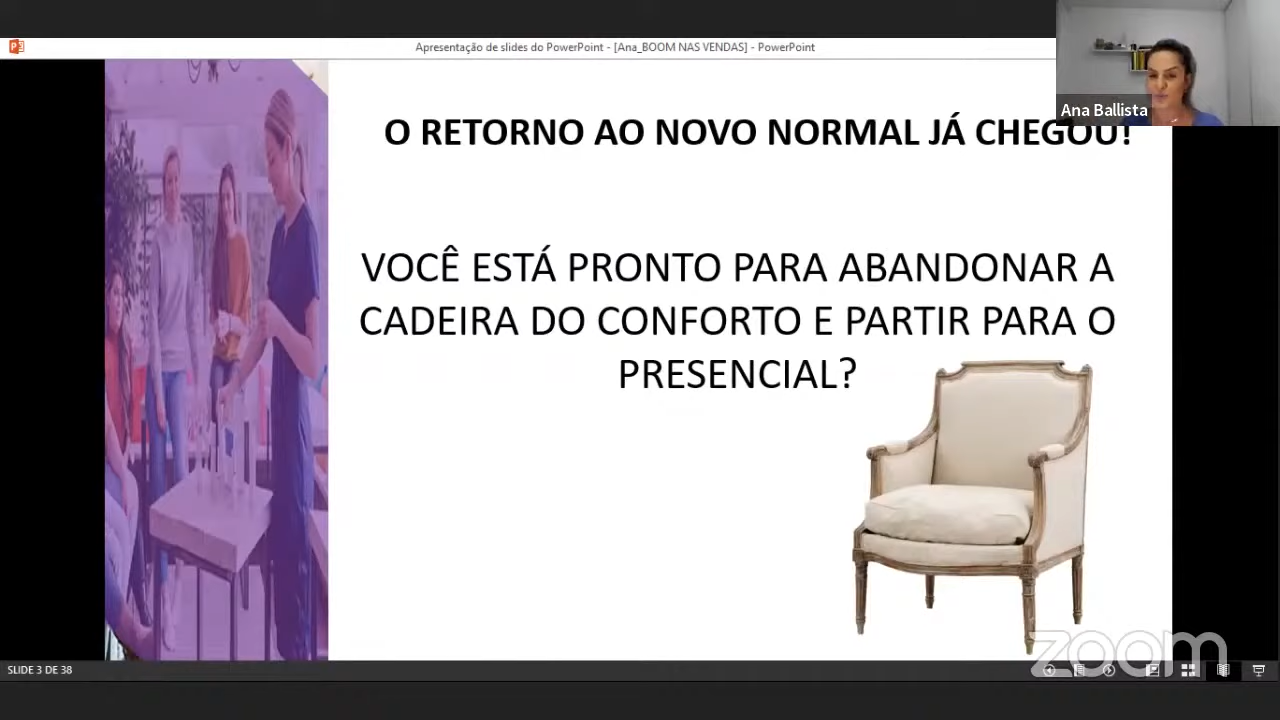 Apresentação de slides do PowerPoint - [Ana_BOOM NAS VENDAS] - PowerPoint
Ana Ballista
O RETORNO AO NOVO NORMAL JÁ CHEGOU!
VOCÊ ESTÁ PRONTO PARA ABANDONAR A
CADEIRA DO CONFORTO E PARTIR PARA O
PRESENCIAL?
zoom
SLIDE 3 DE 38